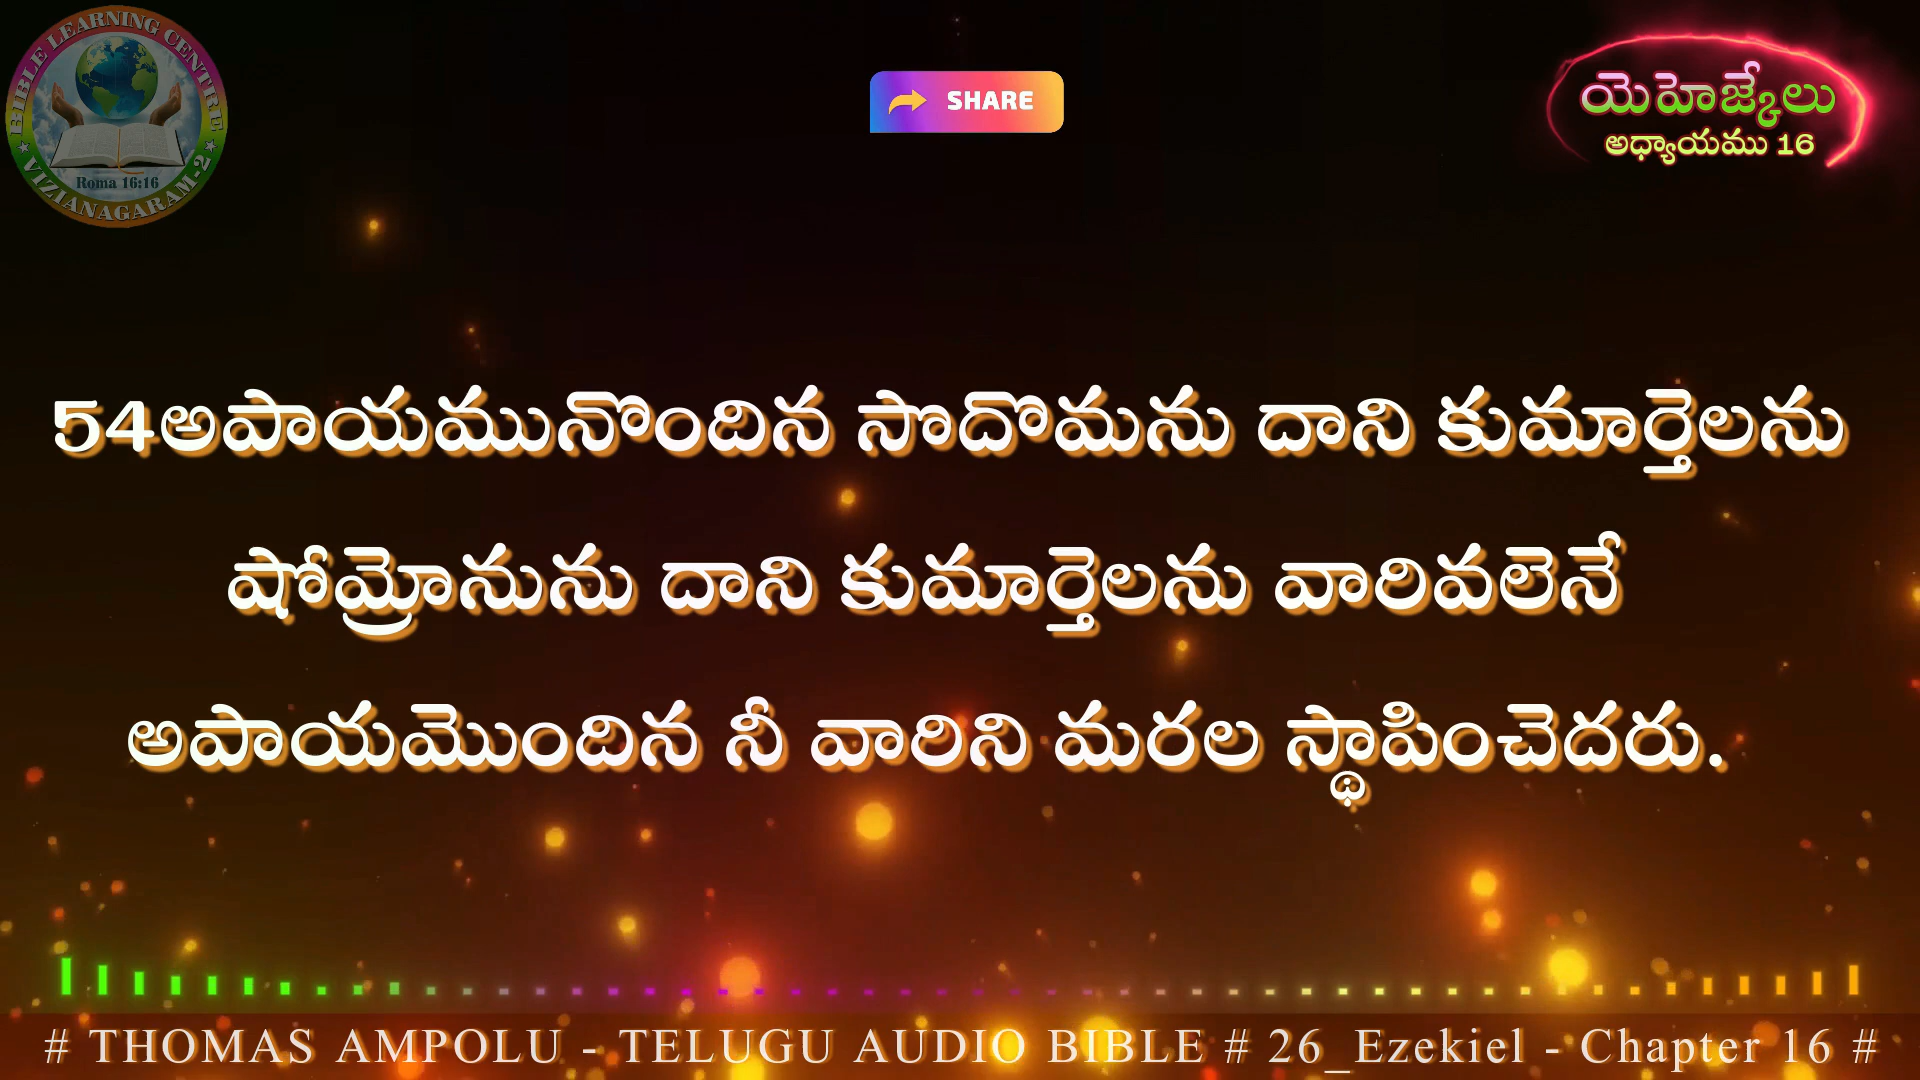 BIBLE LEARNING CENTRE
Roma 16:16
★ VIZIANAGARAM-2 ★
SHARE
యెహెజ్కేలు
అధ్యాయము 16
54అపాయమునొందిన సొదొమను దాని కుమార్తెలను
షోమ్రోనును దాని కుమార్తెలను వారివలెనే
అపాయమొందిన నీ వారిని మరల స్థాపించెదరు.
# THOMAS AMPOLU - TELUGU AUDIO BIBLE # 26_Ezekiel - Chapter 16 #